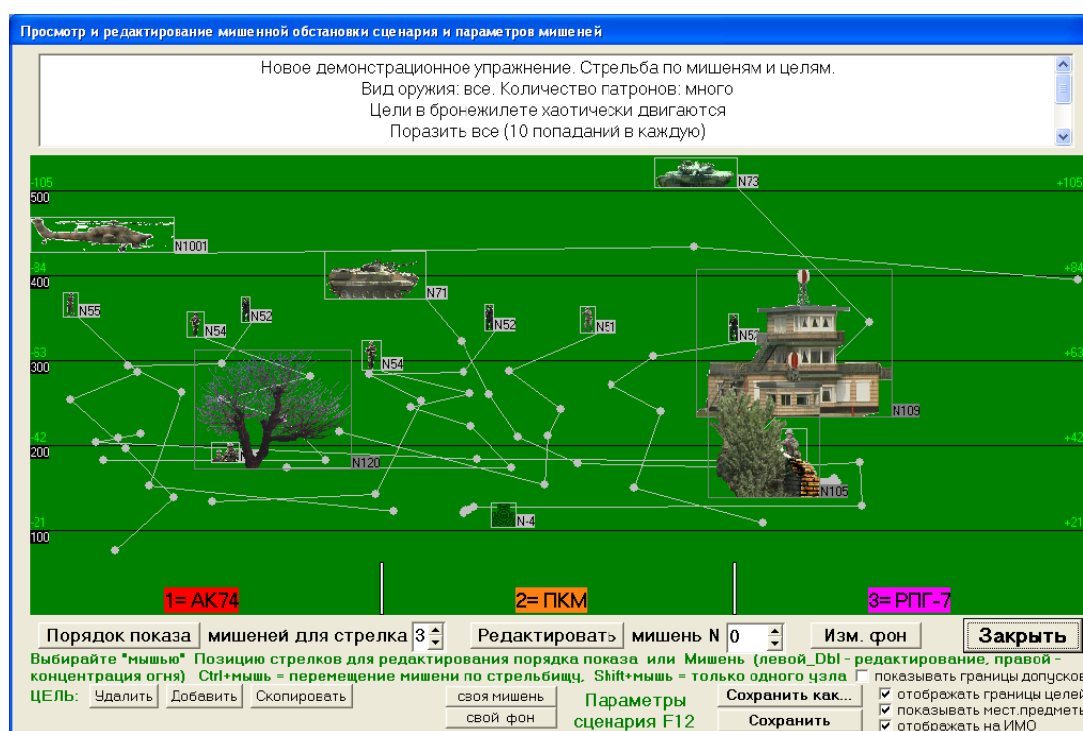 Просмотр и редактирование мишенной обстановки сценария и параметров мишеней
Новое демонстрационное упражнение. Стрельба по мишеням и целям.
Вид оружия: все. Количество патронов: много
Цели в бронежилете хаотически двигаются
Поразить все (10 попаданий в каждую)
-105
+105
500
N73
N1001
-84
+84
400
N71
N55
N54
N52
N52
N51
N52
-63
+63
300
N54
N109
-42
+42
200
N120
N105
N-4
-21
+21
100
1= АК74
2= ПКМ
3= РПГ-7
Порядок показа мишеней для стрелка 3 Редактировать мишень N 0 Изм. фон Закрыть
Выбирайте "мышью" Позицию стрелков для редактирования порядка показа или Мишень (левой_Dbl - редактирование, правой -
концентрация огня) Ctrl+мышь = перемещение мишени по стрельбищу, Shift+мышь = только одного узла показывать границы допусков
ЦЕЛЬ: Удалить Добавить Скопировать своя мишень Параметры Сохранить как... отображать границы целей
показывать мест.предметы
свой фон сценария F12 Сохранить отображать на ИМО